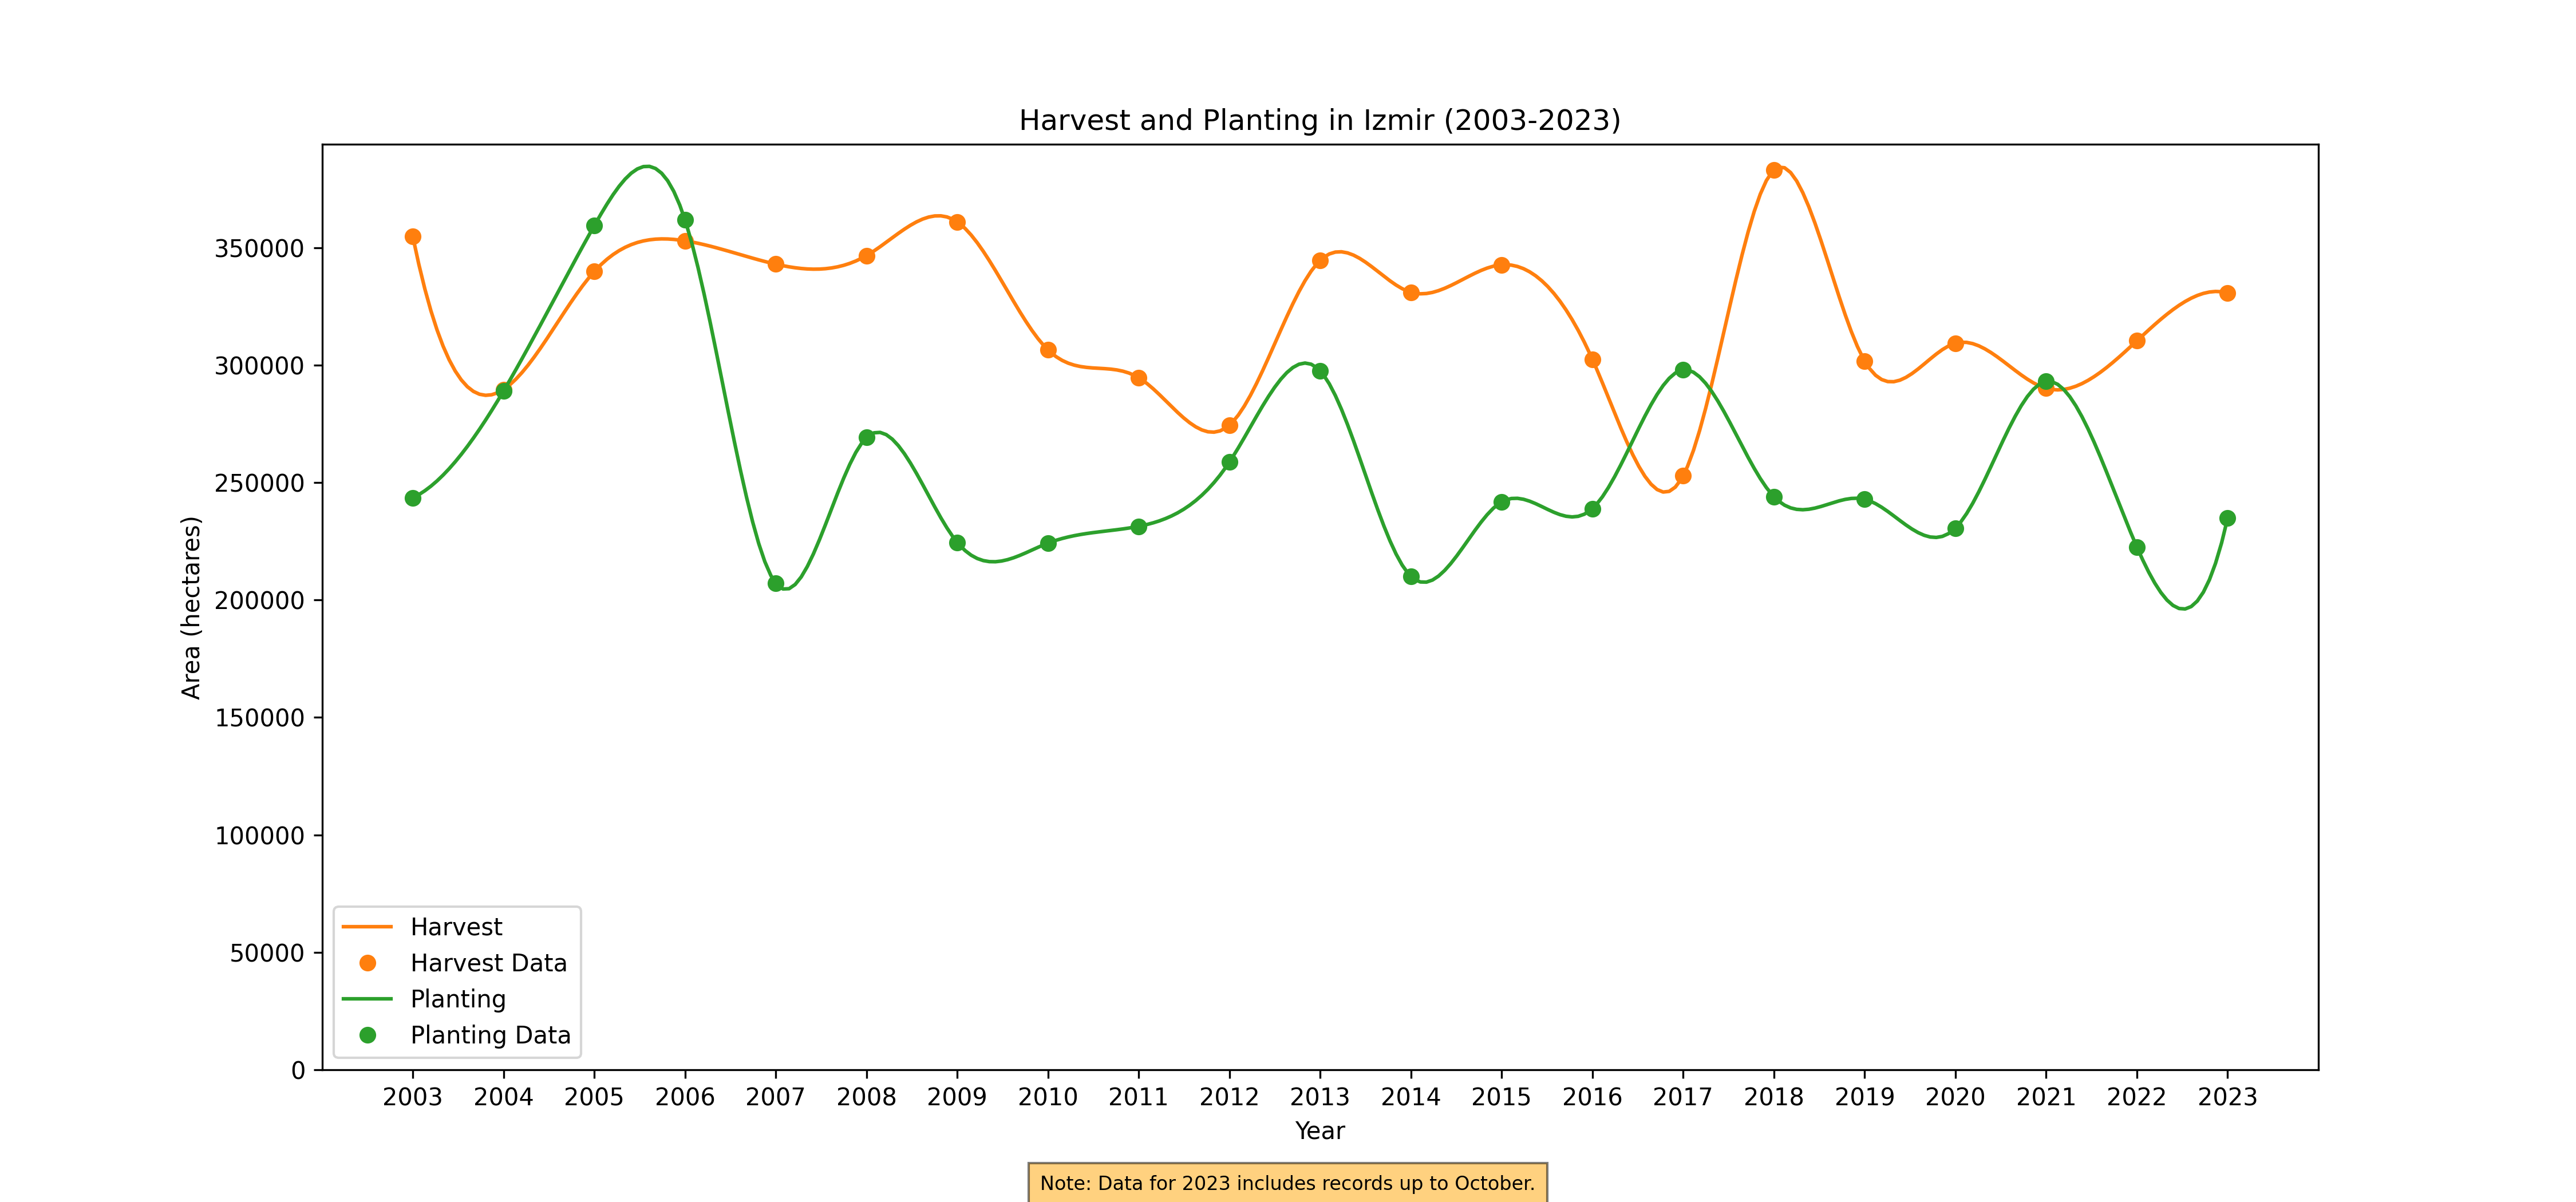 Harvest and Planting in Izmir (2003-2023)
350000
300000
250000
200000
150000
100000
50000
0
Area (hectares)
Harvest
Harvest Data
Planting
Planting Data
2003 2004 2005 2006 2007 2008 2009 2010 2011 2012 2013 2014 2015 2016 2017 2018 2019 2020 2021 2022 2023
Year
Note: Data for 2023 includes records up to October.